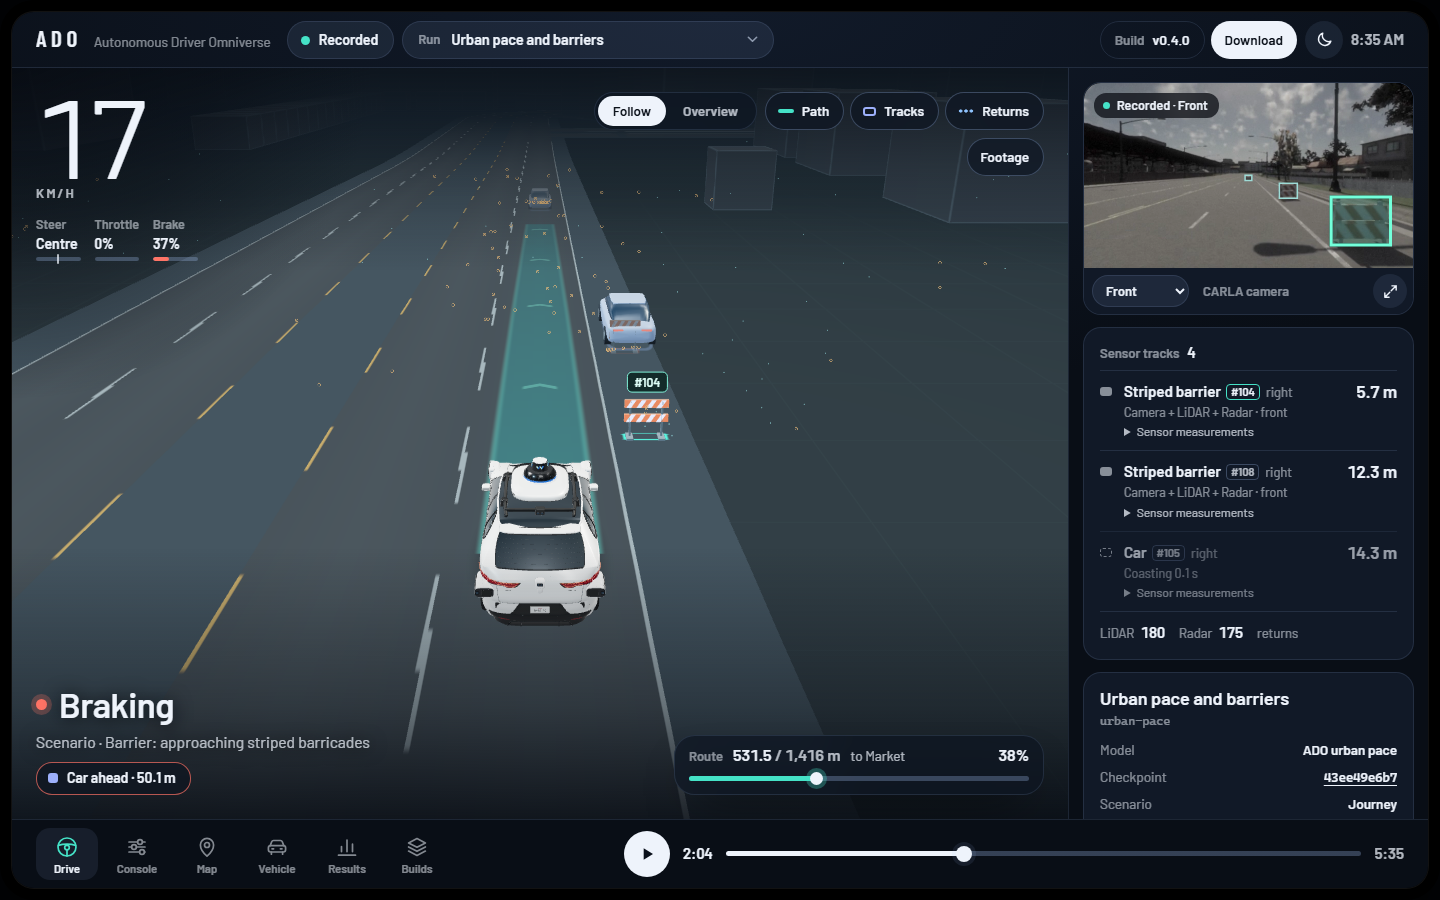 ADO Autonomous Driver Omniverse
Recorded
Run Urban pace and barriers
Build v0.4.0
Download
8:35 AM
17
KM/H
Steer Throttle Brake
Centre 0% 37%
Follow Overview
Path
Tracks
Returns
Footage
#104
Braking
Scenario · Barrier: approaching striped barricades
Car ahead · 50.1 m
Route 531.5 / 1,416 m to Market 38%
Recorded · Front
Front
CARLA camera
Sensor tracks 4
Striped barrier #104 right 5.7 m
Camera + LiDAR + Radar · front
Sensor measurements
Striped barrier #108 right 12.3 m
Camera + LiDAR + Radar · front
Sensor measurements
Car #105 right 14.3 m
Coasting 0.1 s
Sensor measurements
LiDAR 180 Radar 175 returns
Urban pace and barriers
urban-pace
Model ADO urban pace
Checkpoint 43ee49e6b7
Scenario Journey
Drive Console Map Vehicle Results Builds
2:04
5:35